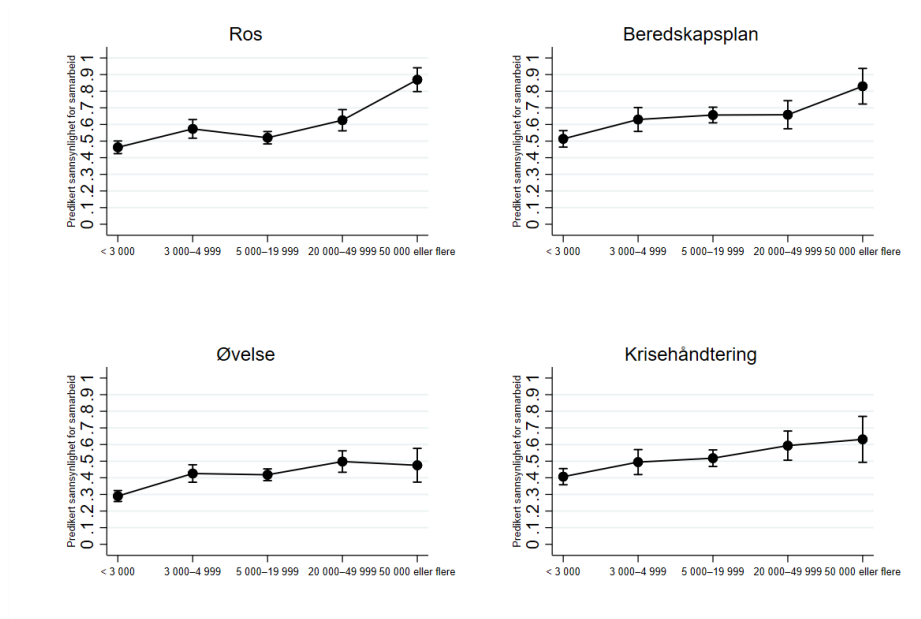 Ros
Predikert sannsynlighet for samarbeid
0 .1 .2 .3 .4 .5 .6 .7 .8 .9 1
< 3 000 3 000–4 999 5 000–19 999 20 000–49 999 50 000 eller flere
Beredskapsplan
Predikert sannsynlighet for samarbeid
0 .1 .2 .3 .4 .5 .6 .7 .8 .9 1
< 3 000 3 000–4 999 5 000–19 999 20 000–49 999 50 000 eller flere
Øvelse
Predikert sannsynlighet for samarbeid
0 .1 .2 .3 .4 .5 .6 .7 .8 .9 1
< 3 000 3 000–4 999 5 000–19 999 20 000–49 999 50 000 eller flere
Krisehåndtering
Predikert sannsynlighet for samarbeid
0 .1 .2 .3 .4 .5 .6 .7 .8 .9 1
< 3 000 3 000–4 999 5 000–19 999 20 000–49 999 50 000 eller flere